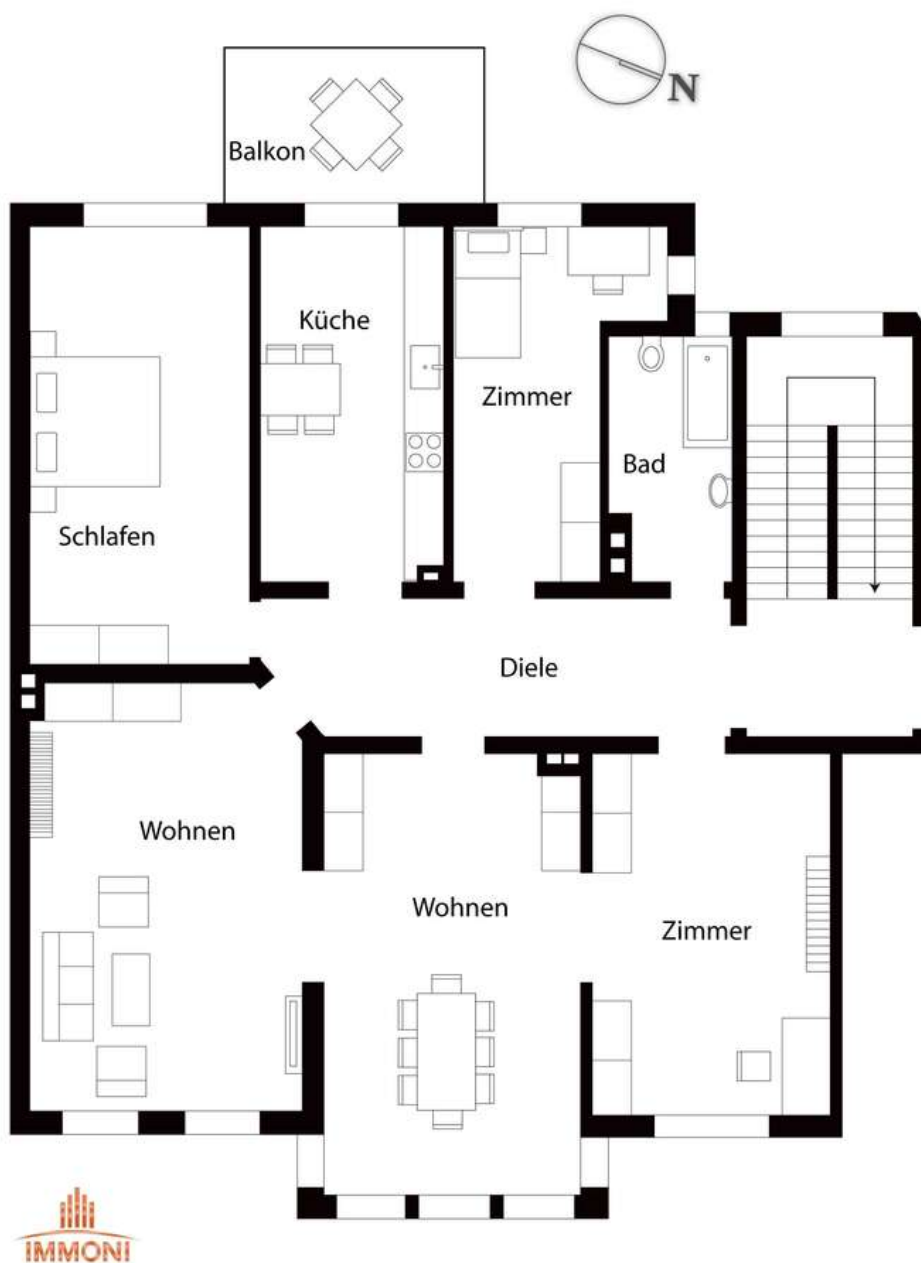 N
Balkon
Küche
Zimmer
Bad
Schlafen
Diele
Wohnen
Wohnen
Zimmer
IMMONI